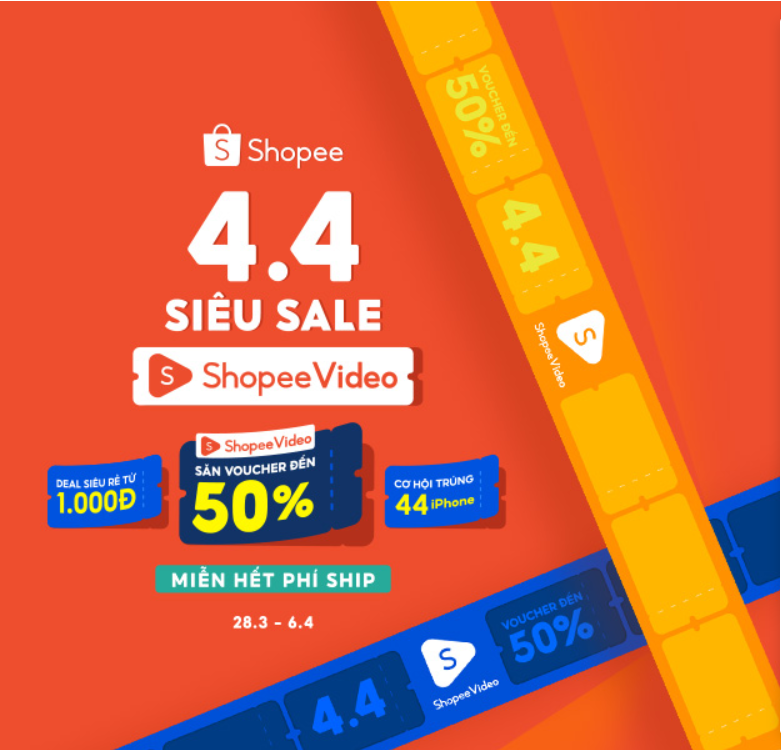 Shopee
4.4
SIÊU SALE
S ShopeeVideo
S ShopeeVideo
DEAL SIÊU RẺ TỪ
1.000Đ
SĂN VOUCHER ĐẾN
50%
CƠ HỘI TRÚNG
44 iPhone
MIỄN HẾT PHÍ SHIP
28.3 - 6.4
VOUCHER ĐẾN
50%
4.4
S
ShopeeVideo
4.4
S
ShopeeVideo
VOUCHER ĐẾN
50%